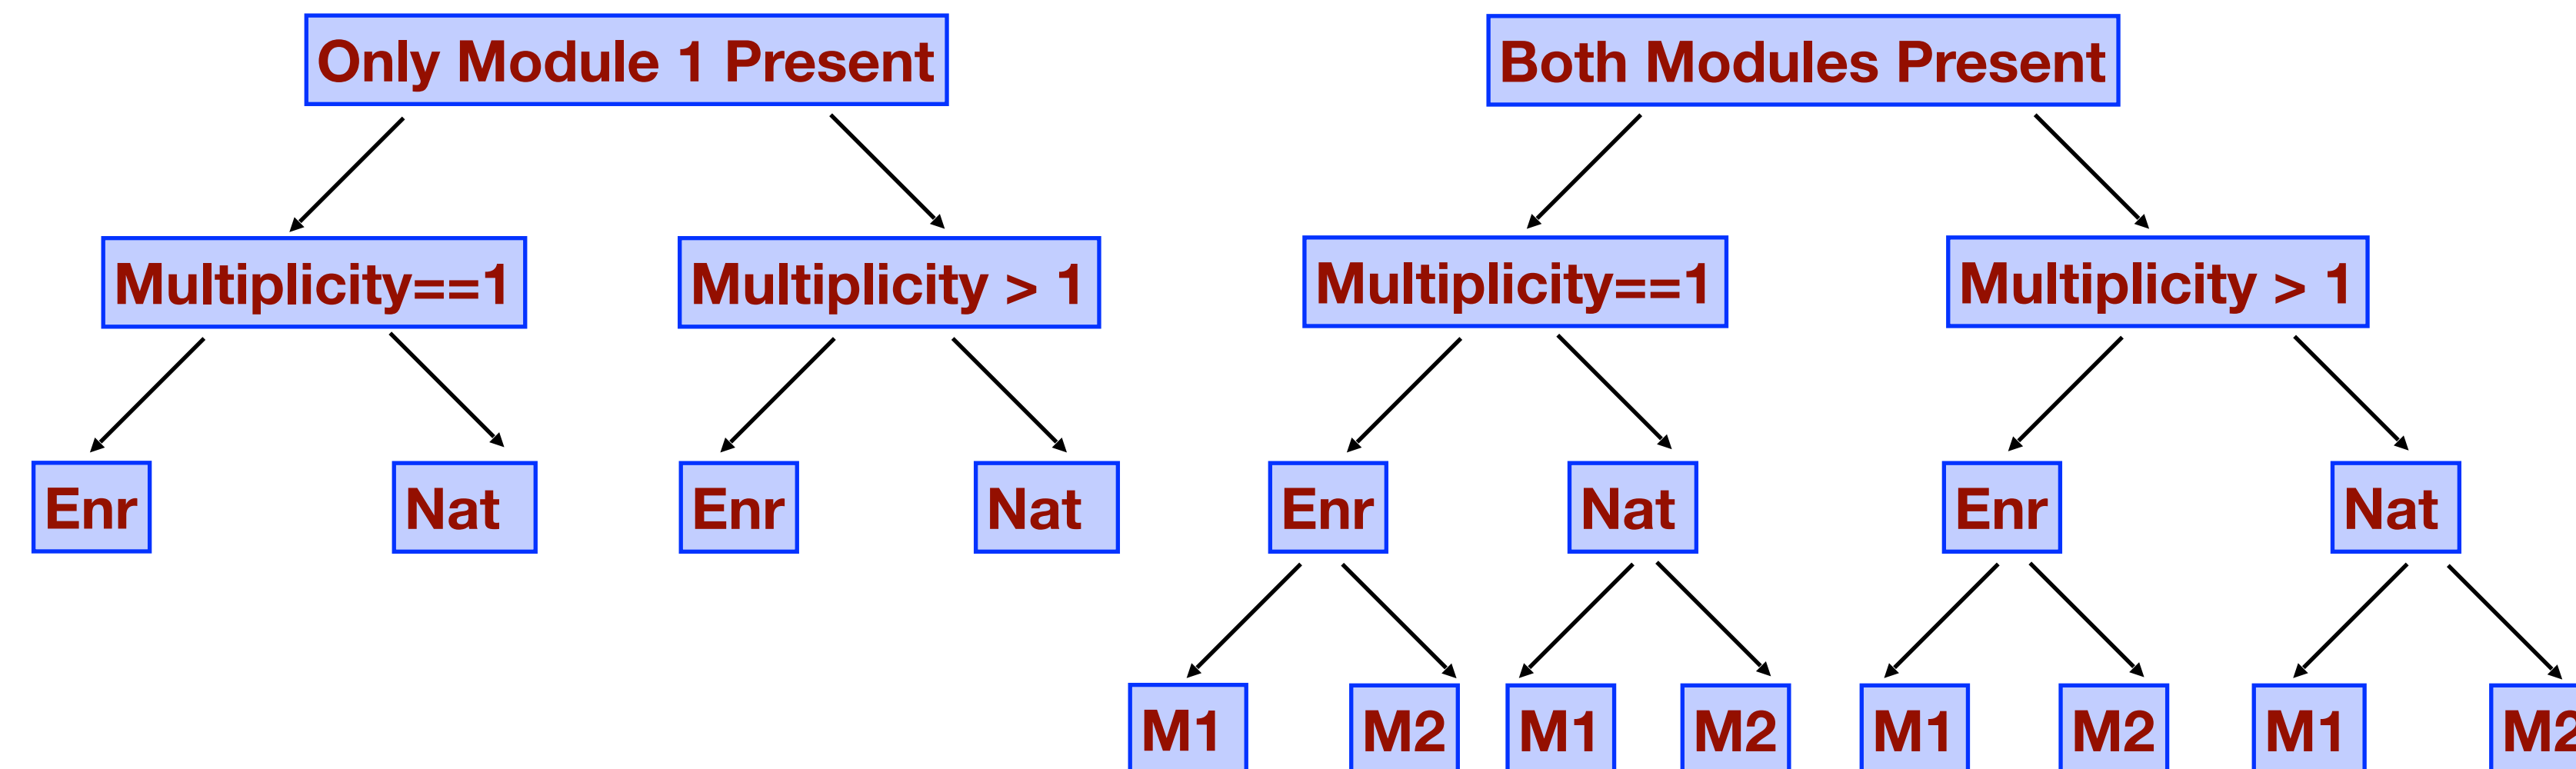 Only Module 1 Present
Both Modules Present
Multiplicity==1
Multiplicity > 1
Multiplicity==1
Multiplicity > 1
Enr
Nat
Enr
Nat
Enr
Nat
Enr
Nat
M1
M2
M1
M2
M1
M2
M1
M2